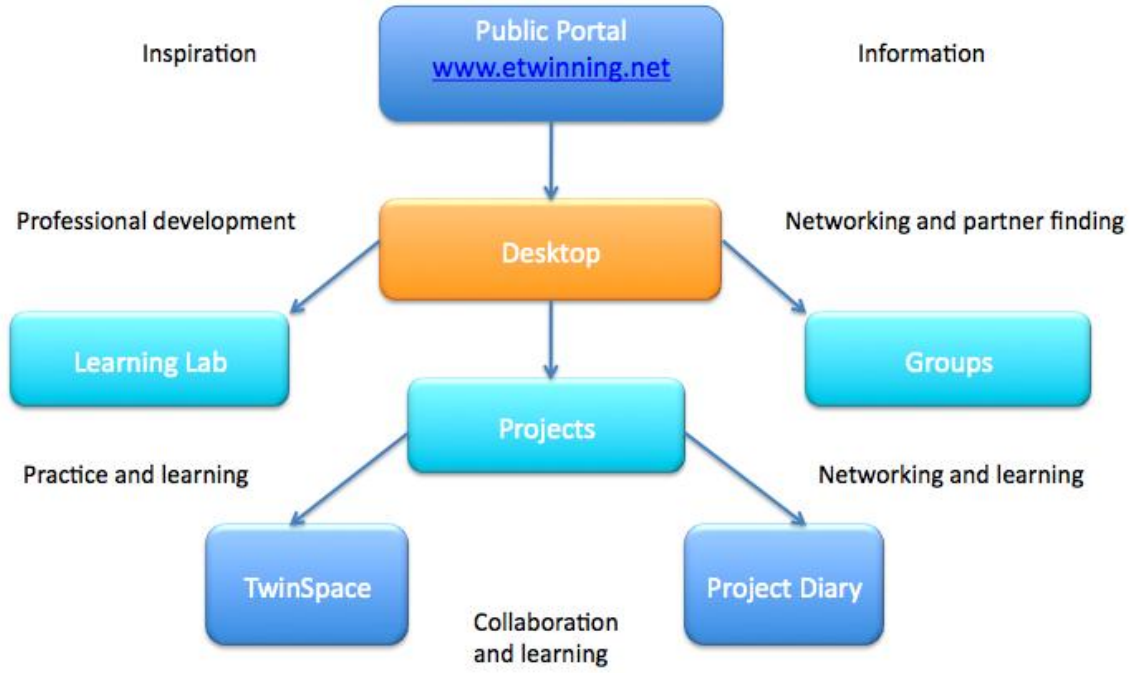 Inspiration
Public Portal
www.etwinning.net
Information
Professional development
Desktop
Networking and partner finding
Learning Lab
Projects
Groups
Practice and learning
Networking and learning
TwinSpace
Project Diary
Collaboration
and learning